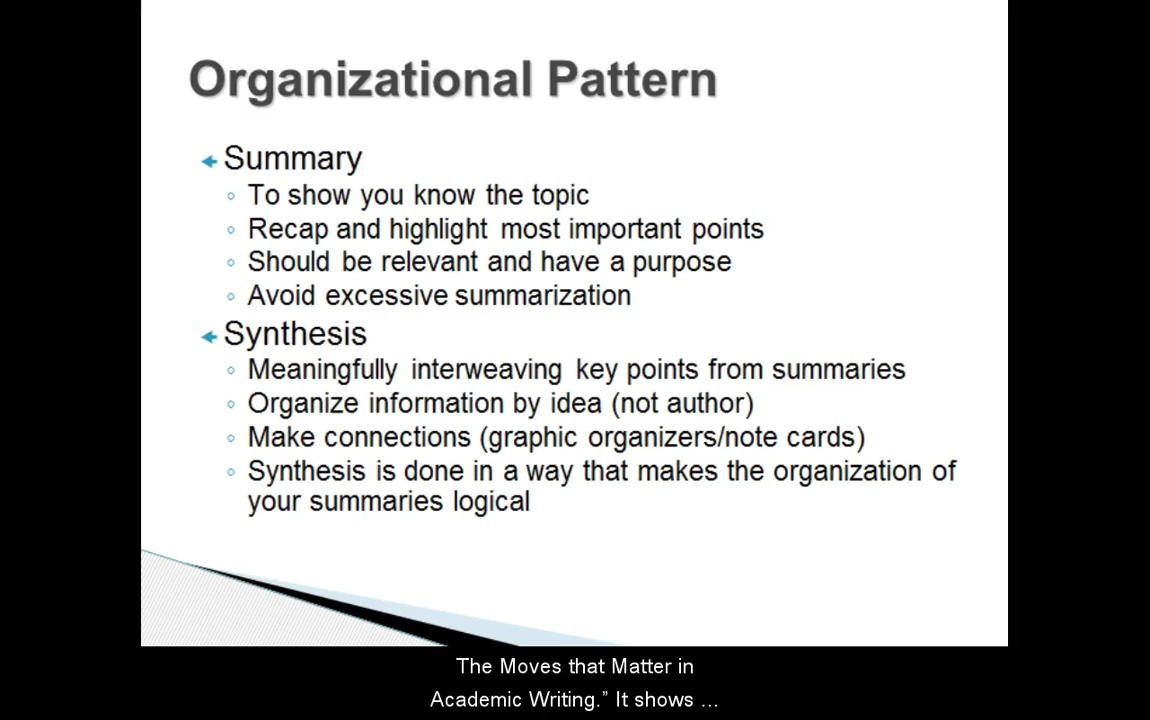 Organizational Pattern
Summary
To show you know the topic
Recap and highlight most important points
Should be relevant and have a purpose
Avoid excessive summarization
Synthesis
Meaningfully interweaving key points from summaries
Organize information by idea (not author)
Make connections (graphic organizers/note cards)
Synthesis is done in a way that makes the organization of
your summaries logical
The Moves that Matter in
Academic Writing.” It shows ...